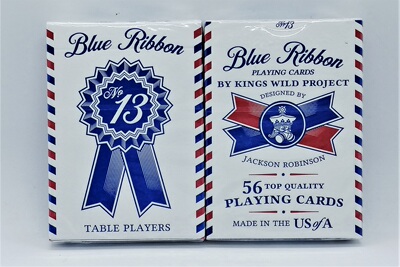 Blue Ribbon
No
13
TABLE PLAYERS
No 13
Blue Ribbon
PLAYING CARDS
BY KINGS WILD PROJECT
DESIGNED BY
JACKSON ROBINSON
56 TOP QUALITY
PLAYING CARDS
MADE IN THE US of A